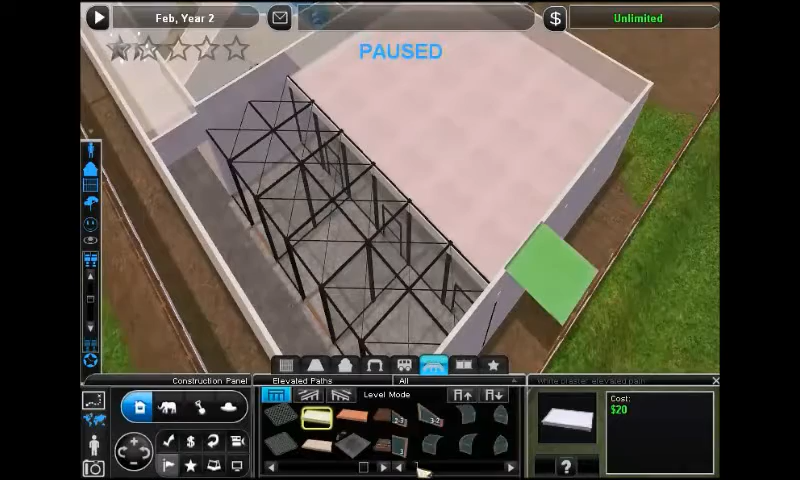 Feb, Year 2
$
Unlimited
PAUSED
Construction Panel
Elevated Paths
All
white plaster elevated path
Level Mode
Cost:
$20
$
?